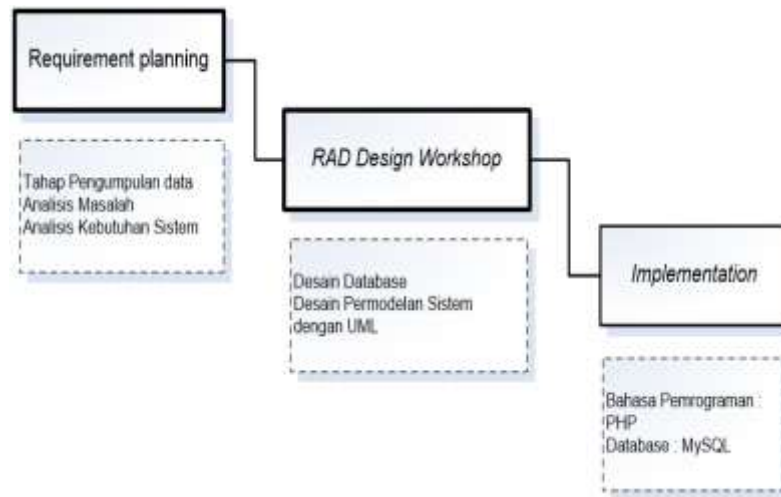 Requirement planning
Tahap Pengumpulan data
Analisis Masalah
Analisis Kebutuhan Sistem
RAD Design Workshop
Desain Database
Desain Permodelan Sistem
dengan UML
Implementation
Bahasa Pemrograman :
PHP
Database : MySQL